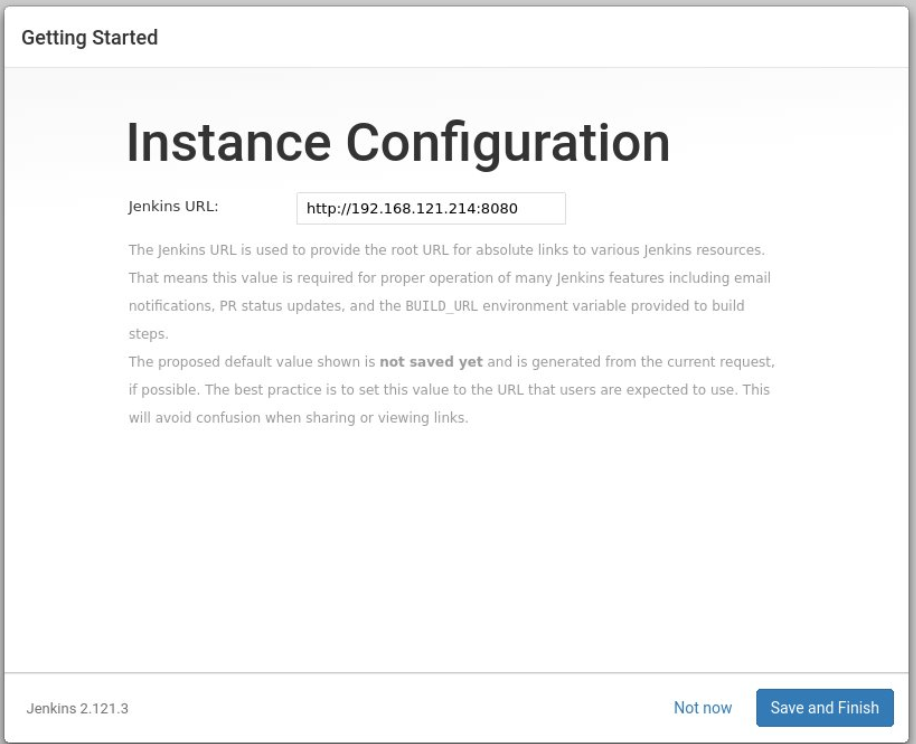 Getting Started
Instance Configuration
Jenkins URL: http://192.168.121.214:8080
The Jenkins URL is used to provide the root URL for absolute links to various Jenkins resources.
That means this value is required for proper operation of many Jenkins features including email
notifications, PR status updates, and the BUILD_URL environment variable provided to build
steps.
The proposed default value shown is not saved yet and is generated from the current request,
if possible. The best practice is to set this value to the URL that users are expected to use. This
will avoid confusion when sharing or viewing links.
Jenkins 2.121.3 Not now Save and Finish